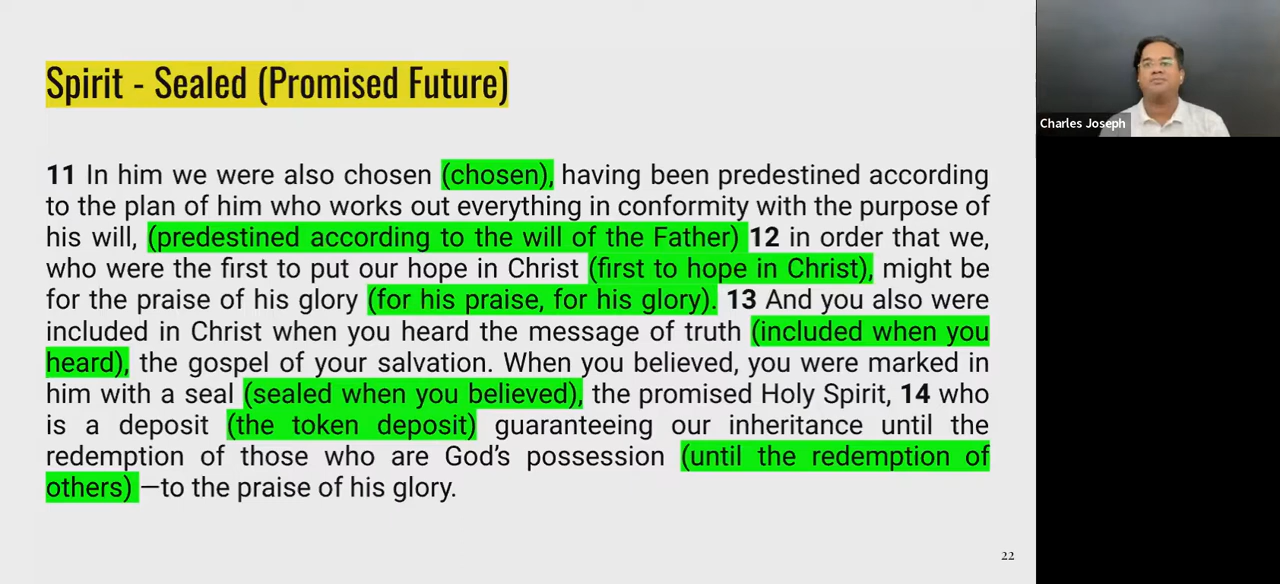 Spirit - Sealed (Promised Future)
11 In him we were also chosen (chosen), having been predestined according
to the plan of him who works out everything in conformity with the purpose of
his will, (predestined according to the will of the Father) 12 in order that we,
who were the first to put our hope in Christ (first to hope in Christ), might be
for the praise of his glory (for his praise, for his glory). 13 And you also were
included in Christ when you heard the message of truth (included when you
heard), the gospel of your salvation. When you believed, you were marked in
him with a seal (sealed when you believed), the promised Holy Spirit, 14 who
is a deposit (the token deposit) guaranteeing our inheritance until the
redemption of those who are God's possession (until the redemption of
others) —to the praise of his glory.
22
Charles Joseph